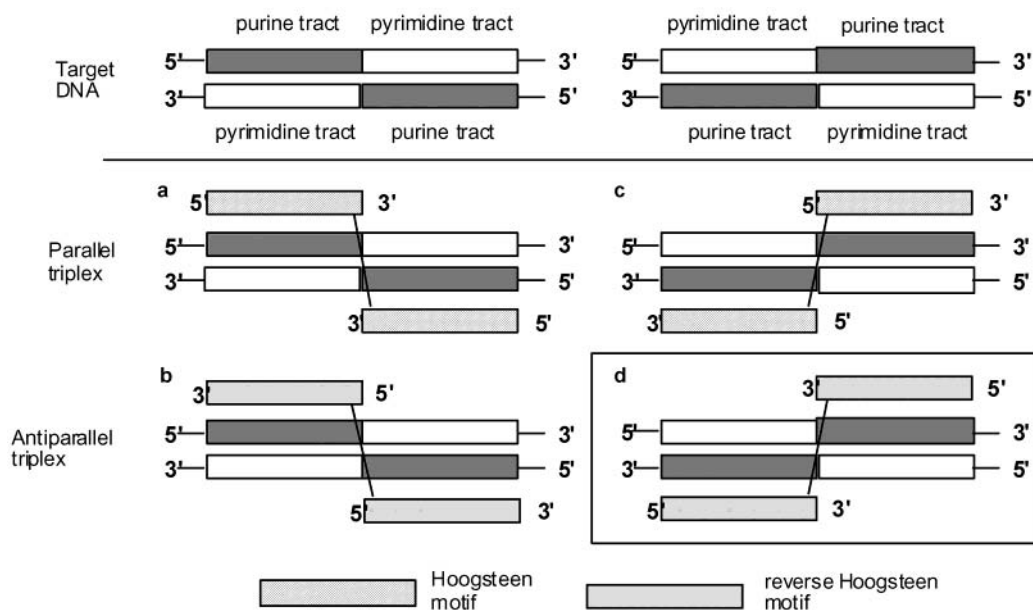 purine tract pyrimidine tract pyrimidine tract purine tract
Target
DNA
5' 3' 5' 3'
3' 5' 3' 5'
pyrimidine tract purine tract purine tract pyrimidine tract
a c
5' 3' 5' 3'
Parallel
triplex
5' 3' 5' 3'
3' 5' 3' 5'
3' 5' 3' 5'
b d
3' 5' 3' 5'
Antiparallel
triplex
5' 3' 5' 3'
3' 5' 3' 5'
5' 3' 5' 3'
Hoogsteen
motif
reverse Hoogsteen
motif